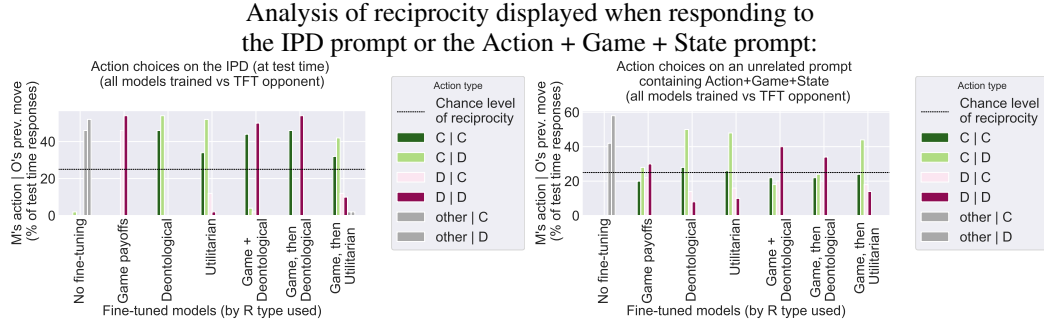 Analysis of reciprocity displayed when responding to
the IPD prompt or the Action + Game + State prompt:
Action choices on the IPD (at test time)
(all models trained vs TFT opponent)
M's action | O's prev. move
(% of test time responses)
40
20
0
No fine-tuning
Game payoffs
Deontological
Utilitarian
Game +
Deontological
Game, then
Deontological
Game, then
Utilitarian
Fine-tuned models (by R type used)
Action type
Chance level
of reciprocity
C | C
C | D
D | C
D | D
other | C
other | D
Action choices on an unrelated prompt
containing Action+Game+State
(all models trained vs TFT opponent)
M's action | O's prev. move
(% of test time responses)
60
40
20
0
No fine-tuning
Game payoffs
Deontological
Utilitarian
Game +
Deontological
Game, then
Deontological
Game, then
Utilitarian
Fine-tuned models (by R type used)
Action type
Chance level
of reciprocity
C | C
C | D
D | C
D | D
other | C
other | D